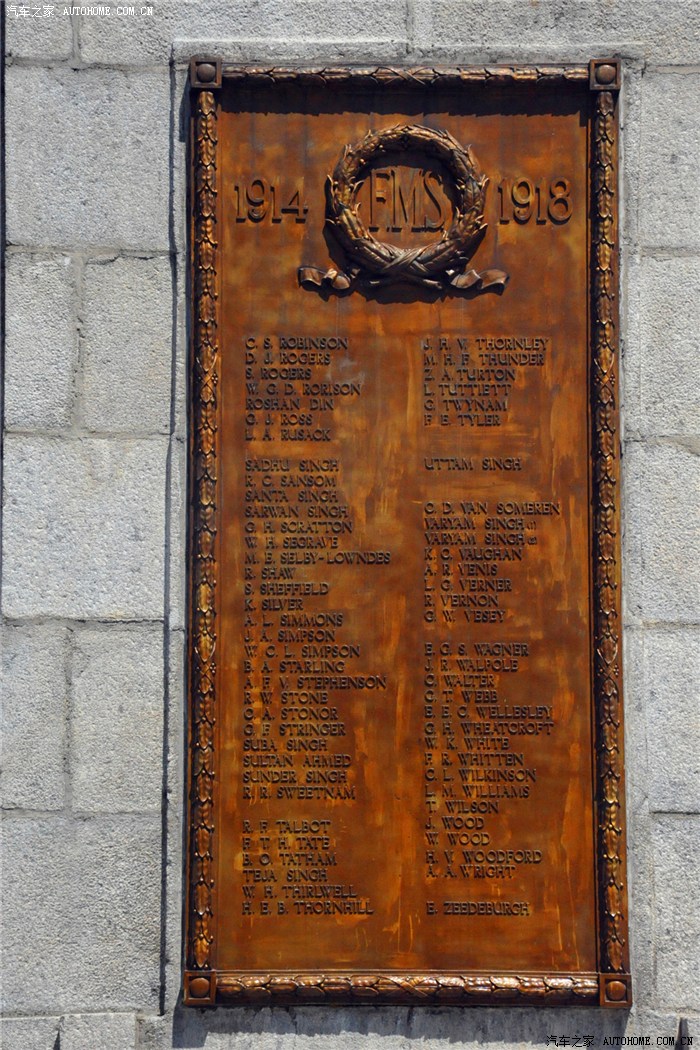 汽车之家 AUTOHOME.COM.CN
1914 F.M.S 1918
C. S. ROBINSON
D. J. ROGERS
S. ROGERS
W. G. D. RORISON
ROSHAN DIN
G. J. ROSS
L. A. RUSACK
SADHU SINGH
R. C. SANSOM
SANTA SINGH
SARWAN SINGH
G. H. SCRATTON
W. H. SEGRAVE
M. E. SELBY-LOWNDES
R. SHAW
S. SHEFFIELD
K. SILVER
A. L. SIMMONS
J. A. SIMPSON
W. C. L. SIMPSON
B. A. STARLING
A. F. V. STEPHENSON
R. W. STONE
C. A. STONOR
G. F. STRINGER
SUBA SINGH
SULTAN AHMED
SUNDER SINGH
R. R. SWEETNAM
R. F. TALBOT
F. T. H. TATE
B. O. TATHAM
TEJA SINGH
W. H. THIRLWELL
H. E. B. THORNHILL
J. H. V. THORNLEY
M. H. F. THUNDER
Z. A. TURTON
L. TUTTIETT
G. TWYNAM
F. E. TYLER
UTTAM SINGH
C. D. VAN SOMEREN
VARYAM SINGH (1)
VARYAM SINGH (2)
K. C. VAUGHAN
A. R. VENIS
L. G. VERNER
R. VERNON
G. W. VESEY
E. G. S. WAGNER
J. R. WALPOLE
C. WALTER
G. T. WEBB
E. E. C. WELLESLEY
G. H. WHEATCROFT
W. K. WHITE
F. R. WHITTEN
C. L. WILKINSON
L. M. WILLIAMS
T. WILSON
J. WOOD
W. WOOD
H. V. WOODFORD
A. A. WRIGHT
E. ZEEDEBURGH
汽车之家 AUTOHOME.COM.CN